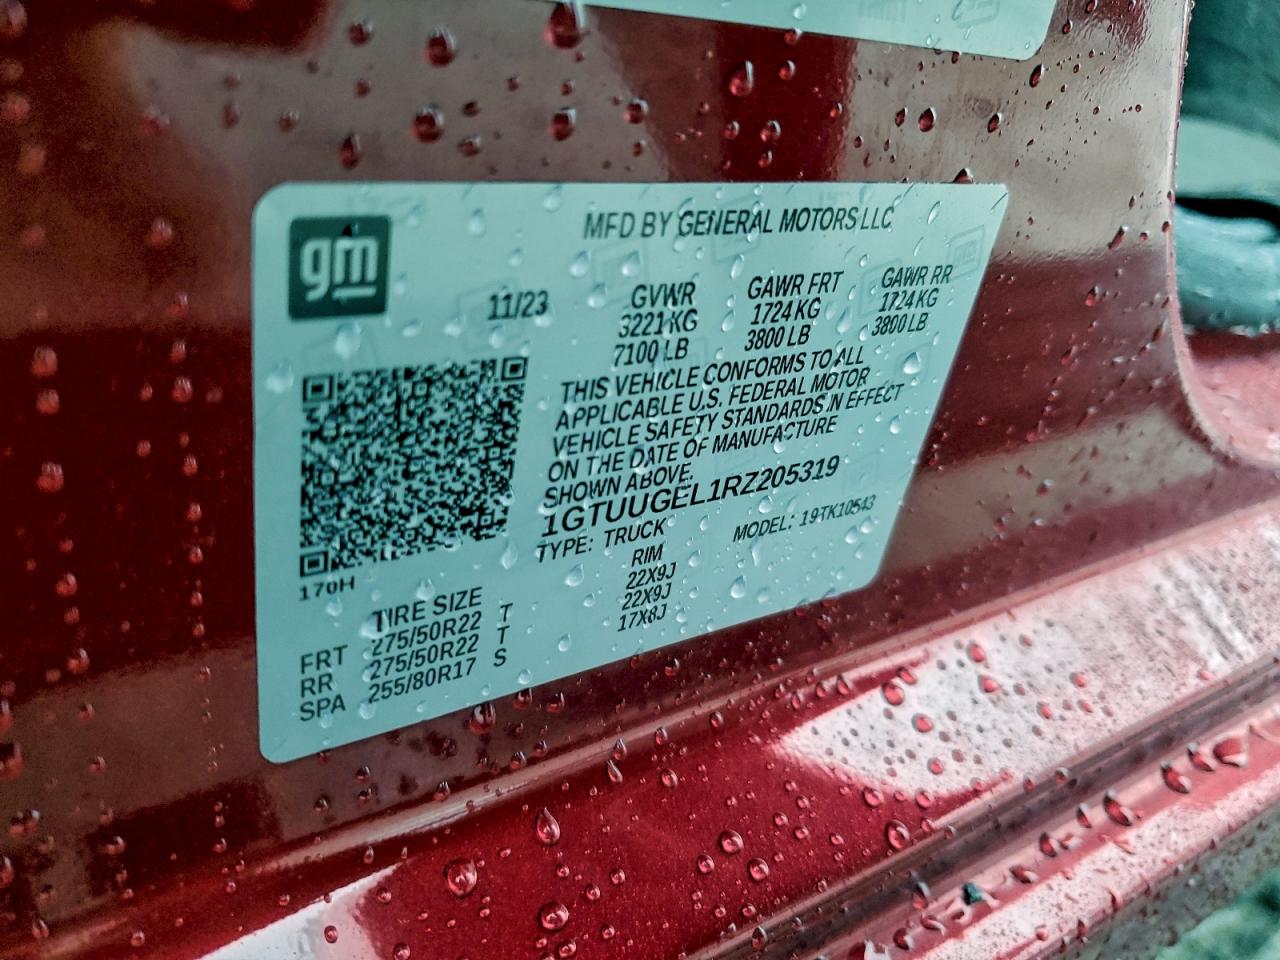 gm
MFD BY GENERAL MOTORS LLC
11/23
GVWR GAWR FRT GAWR RR
3221 KG 1724 KG 1724 KG
7100 LB 3800 LB 3800 LB
THIS VEHICLE CONFORMS TO ALL
APPLICABLE U.S. FEDERAL MOTOR
VEHICLE SAFETY STANDARDS IN EFFECT
ON THE DATE OF MANUFACTURE
SHOWN ABOVE.
1GTUUGEL1RZ205319
TYPE: TRUCK MODEL: 19TK10543
170H
TIRE SIZE RIM
FRT 275/50R22 T 22X9J
RR 275/50R22 T 22X9J
SPA 255/80R17 S 17X8J